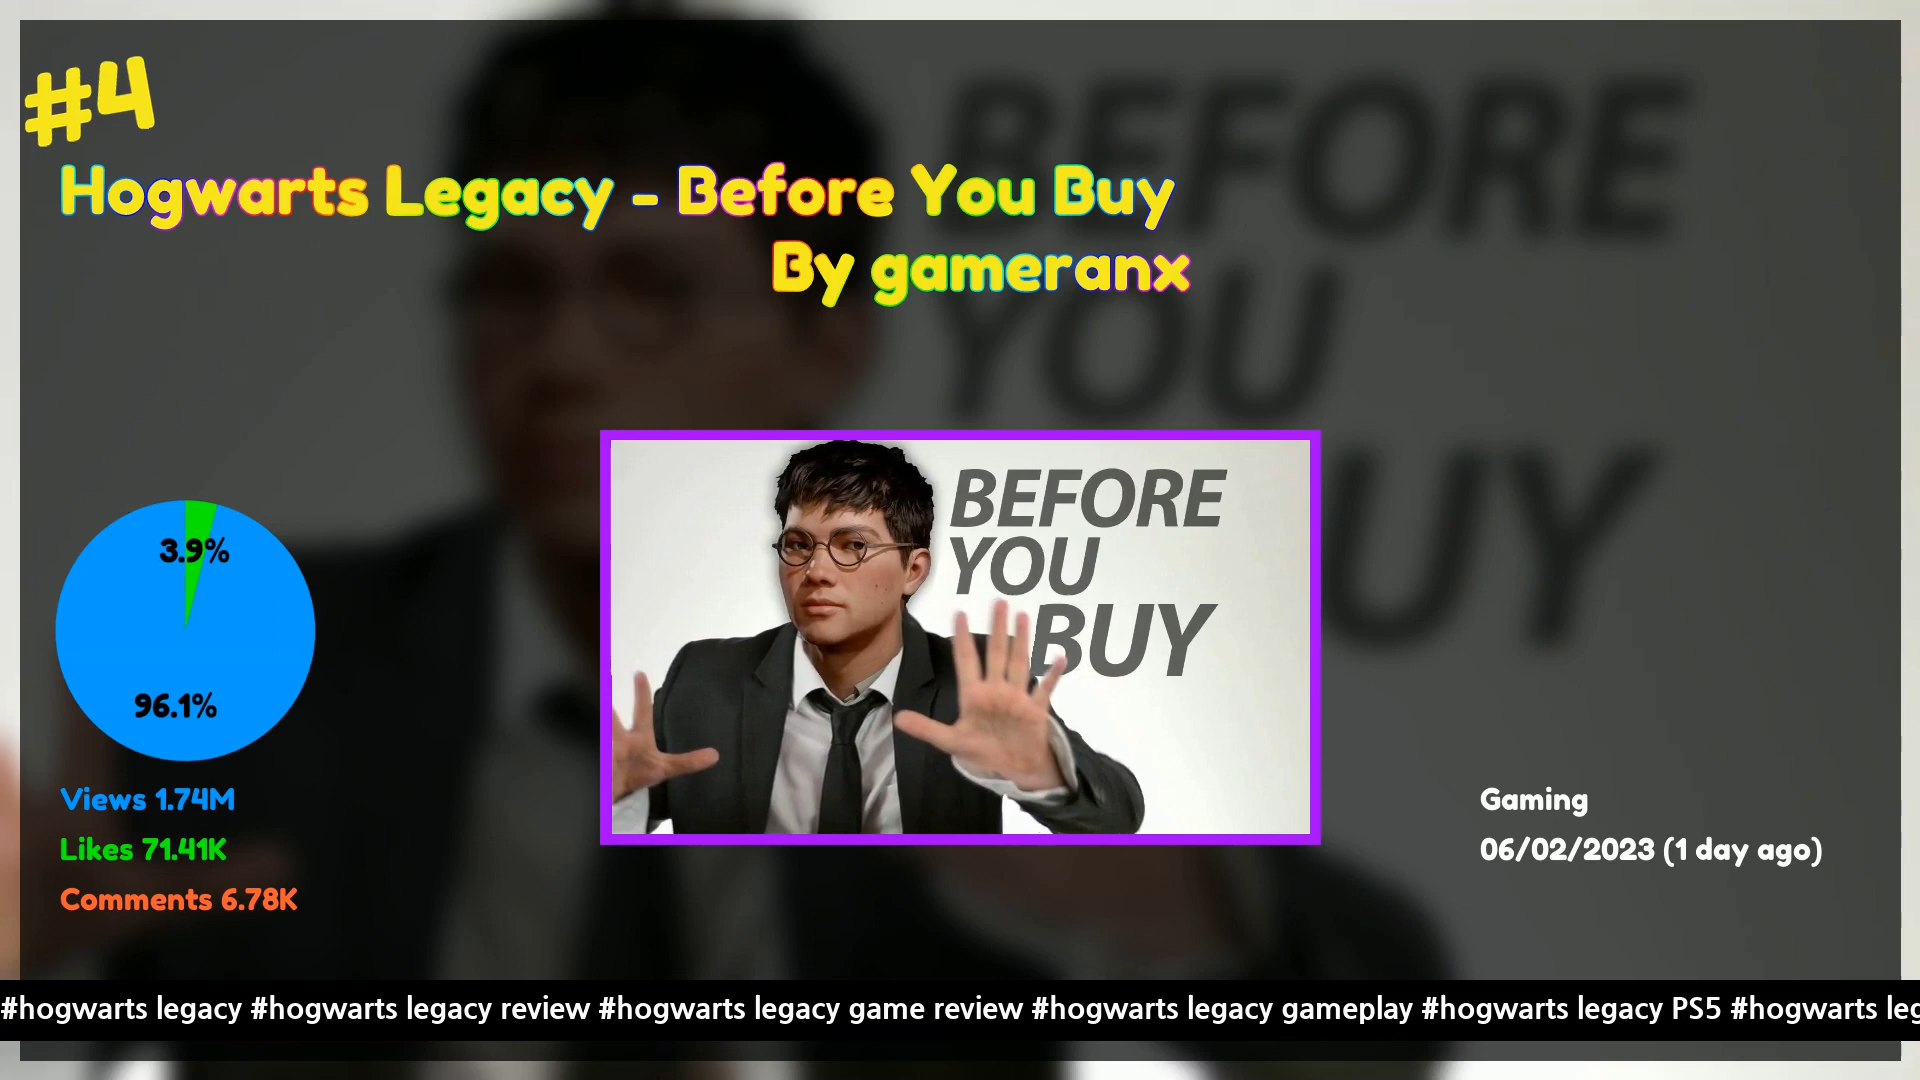 #4
Hogwarts Legacy - Before You Buy
By gameranx
BEFORE
YOU
BUY
3.9%
96.1%
Views 1.74M
Likes 71.41K
Comments 6.78K
Gaming
06/02/2023 (1 day ago)
#hogwarts legacy #hogwarts legacy review #hogwarts legacy game review #hogwarts legacy gameplay #hogwarts legacy PS5 #hogwarts leg